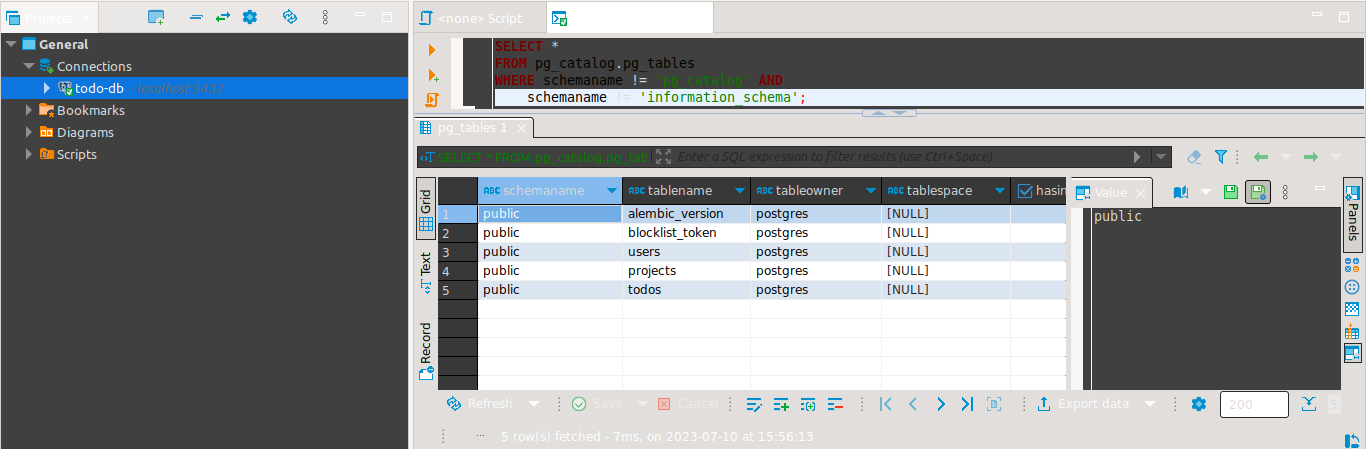 Projects
General
Connections
todo-db - localhost:5432
Bookmarks
Diagrams
Scripts
<none> Script
SELECT *
FROM pg_catalog.pg_tables
WHERE schemaname != 'pg_catalog' AND
schemaname != 'information_schema';
pg_tables 1
SELECT * FROM pg_catalog.pg_tab
Enter a SQL expression to filter results (use Ctrl+Space)
Grid
Text
Record
ABC schemaname ABC tablename ABC tableowner ABC tablespace hasin
1 public alembic_version postgres [NULL]
2 public blocklist_token postgres [NULL]
3 public users postgres [NULL]
4 public projects postgres [NULL]
5 public todos postgres [NULL]
Value
public
Panels
Refresh Save Cancel Export data 200 5
5 row(s) fetched - 7ms, on 2023-07-10 at 15:56:13